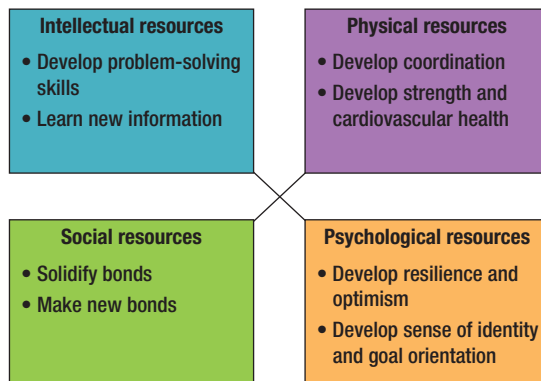 Intellectual resources
• Develop problem-solving
skills
• Learn new information
Physical resources
• Develop coordination
• Develop strength and
cardiovascular health
Social resources
• Solidify bonds
• Make new bonds
Psychological resources
• Develop resilience and
optimism
• Develop sense of identity
and goal orientation